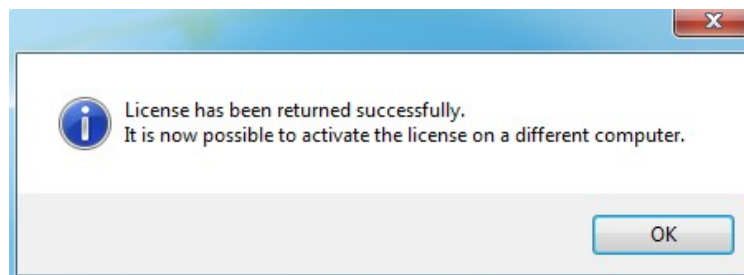 License has been returned successfully.
It is now possible to activate the license on a different computer.
OK